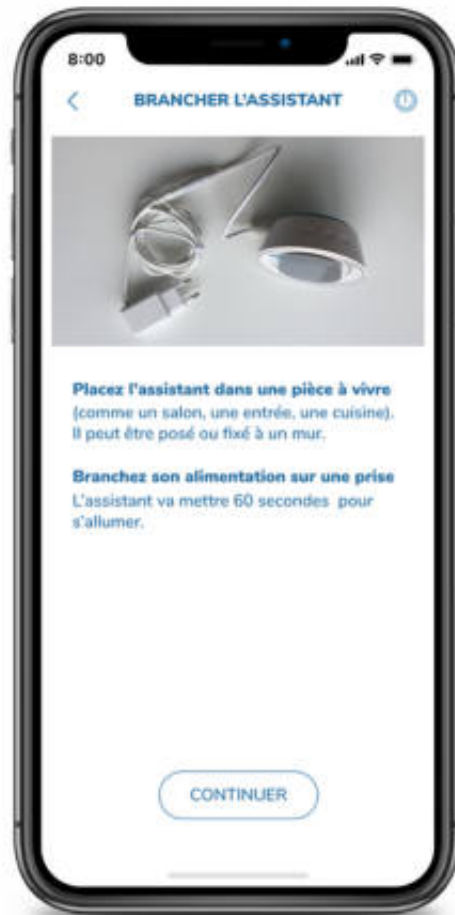 8:00
BRANCHER L'ASSISTANT
Placez l'assistant dans une pièce à vivre
(comme un salon, une entrée, une cuisine).
Il peut être posé ou fixé à un mur.
Branchez son alimentation sur une prise
L'assistant va mettre 60 secondes pour
s'allumer.
CONTINUER